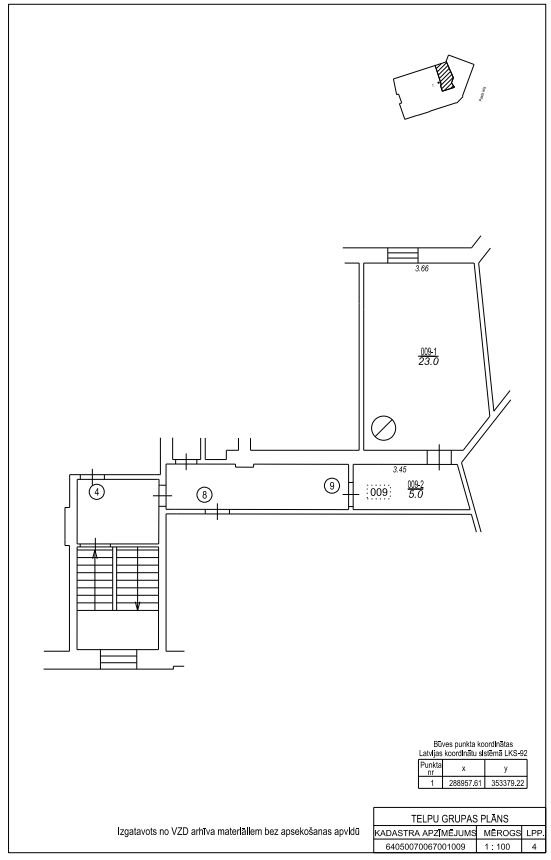 3.66
009-1
23.0
3.45
009-2
5.0
009
9
8
4
Būves punkta koordinātas
Latvijas koordinātu sistēmā LKS-92
Punkta nr x y
1 288957.61 353379.22
TELPU GRUPAS PLĀNS
KADASTRA APZĪMĒJUMS MĒROGS LPP.
64050070067001009 1 : 100 4
Izgatavots no VZD arhīva materiāliem bez apsekošanas apvidū